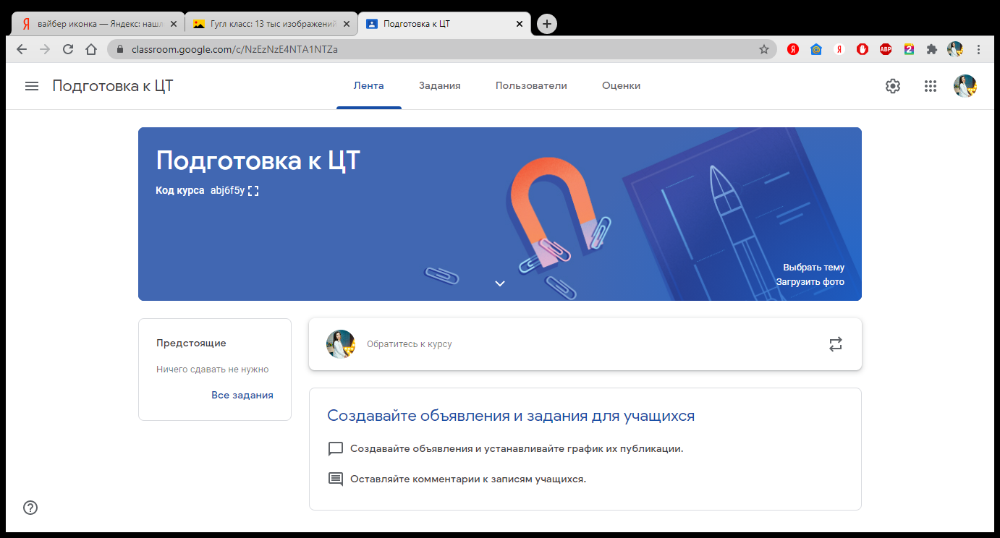 вайбер иконка — Яндекс: нашл
Гугл класс: 13 тыс изображений
Подготовка к ЦТ
classroom.google.com/c/NzEzNzE4NTA1NTZa
Я
ABP
2
Подготовка к ЦТ
Лента
Задания
Пользователи
Оценки
Подготовка к ЦТ
Код курса abj6f5y
Выбрать тему
Загрузить фото
Предстоящие
Ничего сдавать не нужно
Все задания
Обратитесь к курсу
Создавайте объявления и задания для учащихся
Создавайте объявления и устанавливайте график их публикации.
Оставляйте комментарии к записям учащихся.